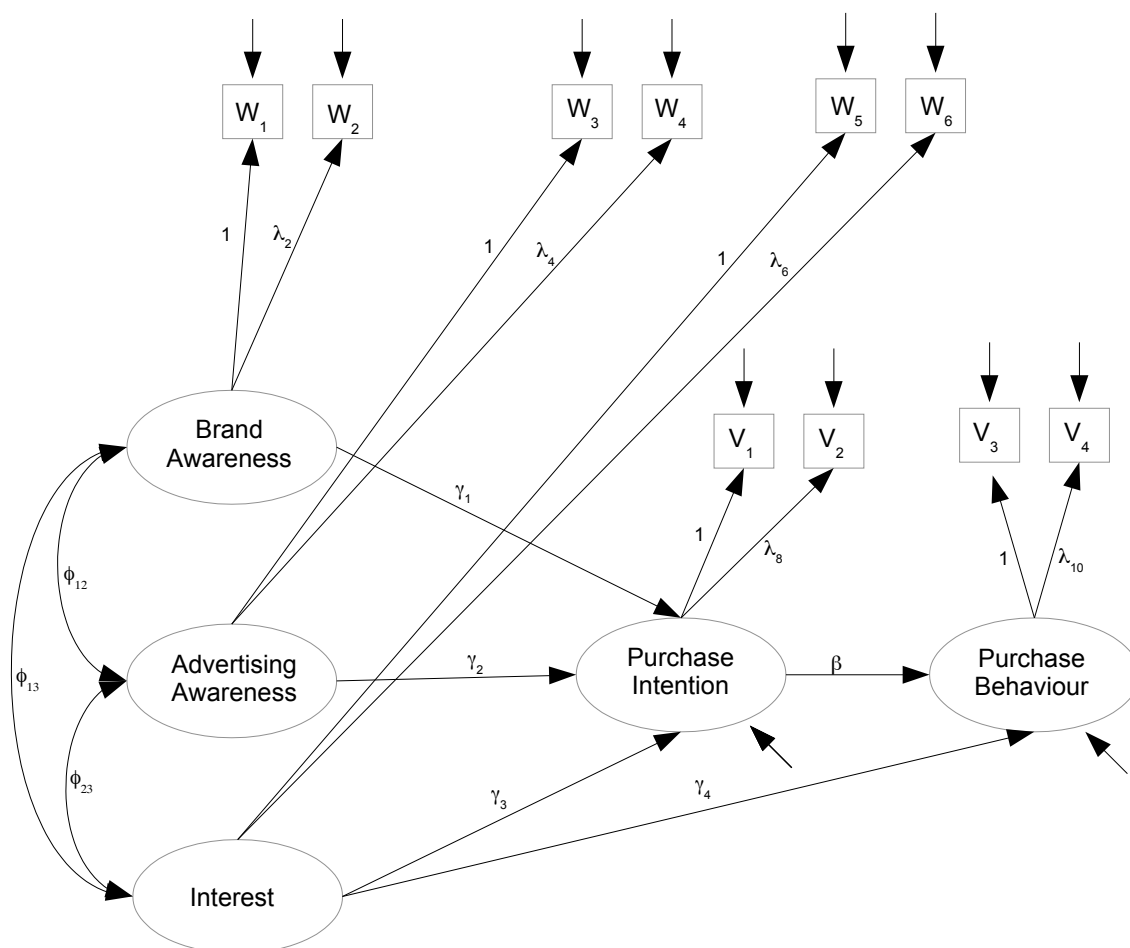 W₁ W₂ W₃ W₄ W₅ W₆
1 λ₂ 1 λ₄ 1 λ₆
Brand
Awareness
V₁ V₂ V₃ V₄
γ₁
1 λ₈ 1 λ₁₀
ϕ₁₂
Advertising
Awareness
γ₂
Purchase
Intention
β
Purchase
Behaviour
ϕ₁₃
ϕ₂₃
γ₃
γ₄
Interest